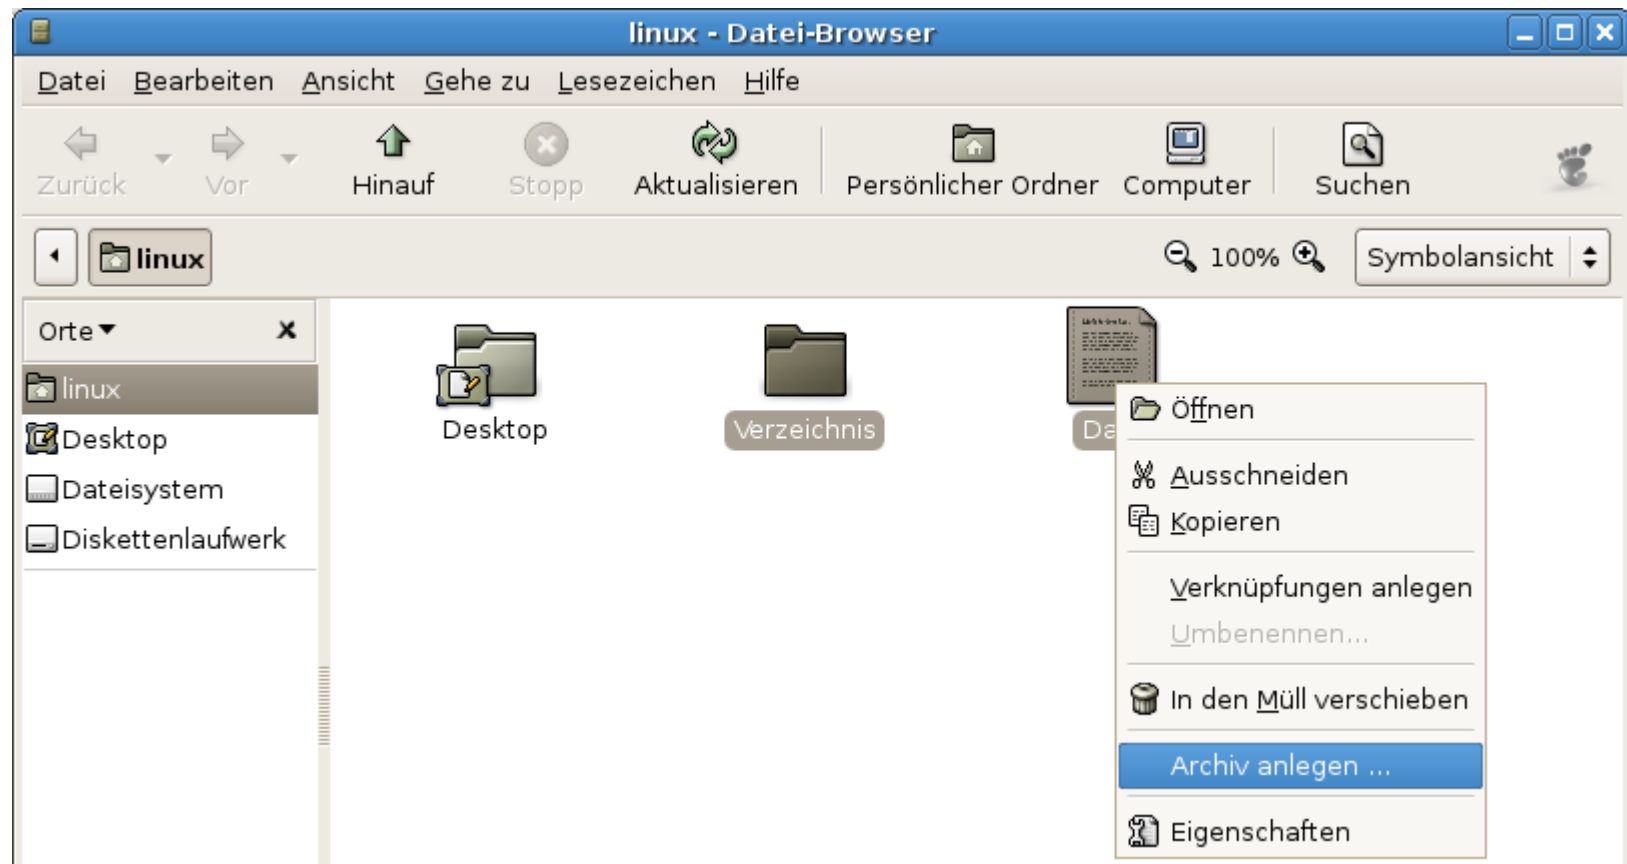 linux - Datei-Browser
Datei Bearbeiten Ansicht Gehe zu Lesezeichen Hilfe
Zurück Vor Hinauf Stopp Aktualisieren Persönlicher Ordner Computer Suchen
linux 100% Symbolansicht
Orte
linux
Desktop
Dateisystem
Diskettenlaufwerk
Desktop Verzeichnis Da
Öffnen
Ausschneiden
Kopieren
Verknüpfungen anlegen
Umbenennen...
In den Müll verschieben
Archiv anlegen ...
Eigenschaften